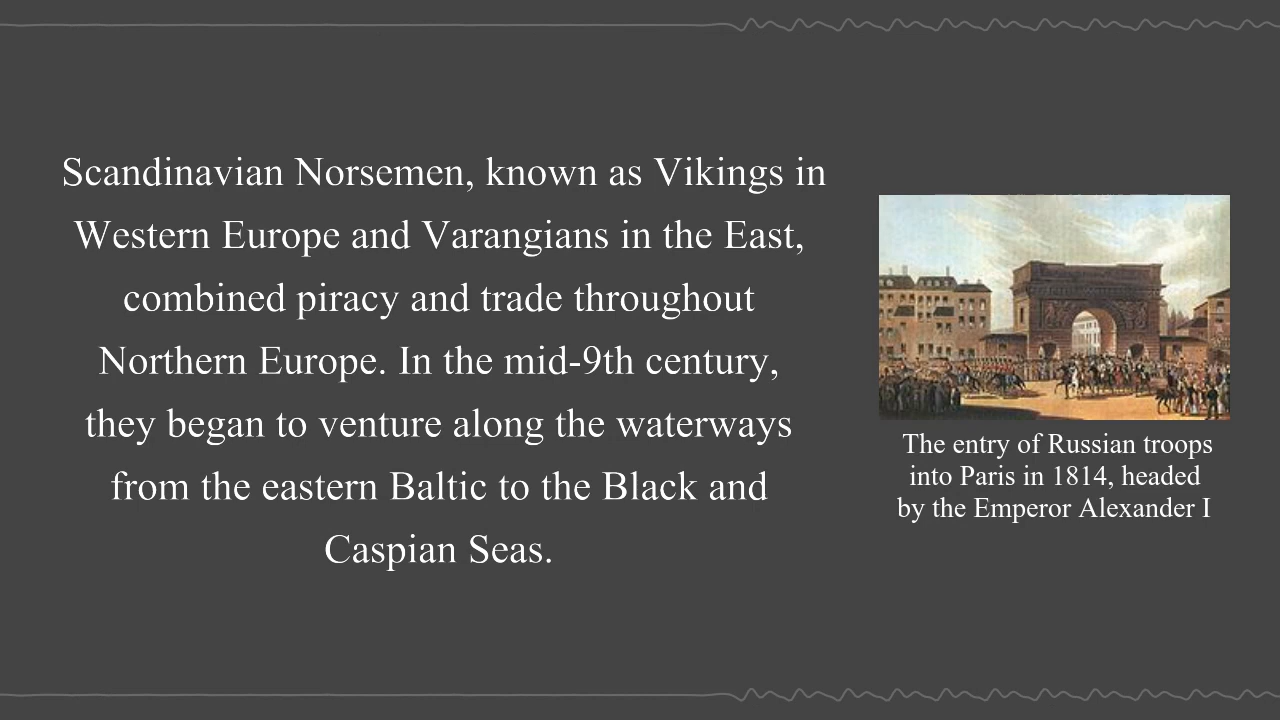 Scandinavian Norsemen, known as Vikings in
Western Europe and Varangians in the East,
combined piracy and trade throughout
Northern Europe. In the mid-9th century,
they began to venture along the waterways
from the eastern Baltic to the Black and
Caspian Seas.
The entry of Russian troops
into Paris in 1814, headed
by the Emperor Alexander I